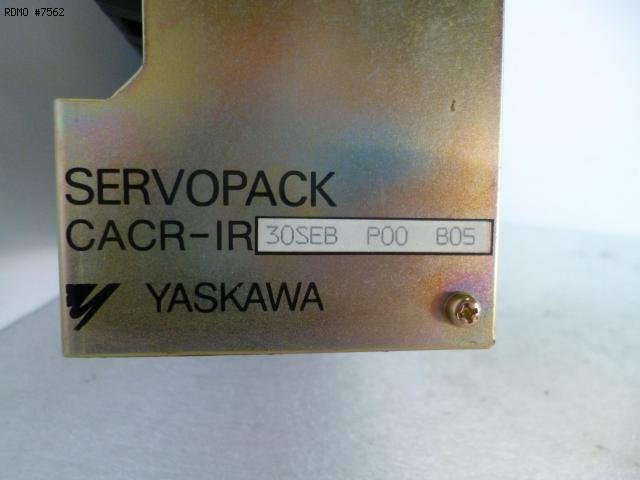 RDMO #7562
SERVOPACK
CACR-IR 30SEB P00 B05
YASKAWA